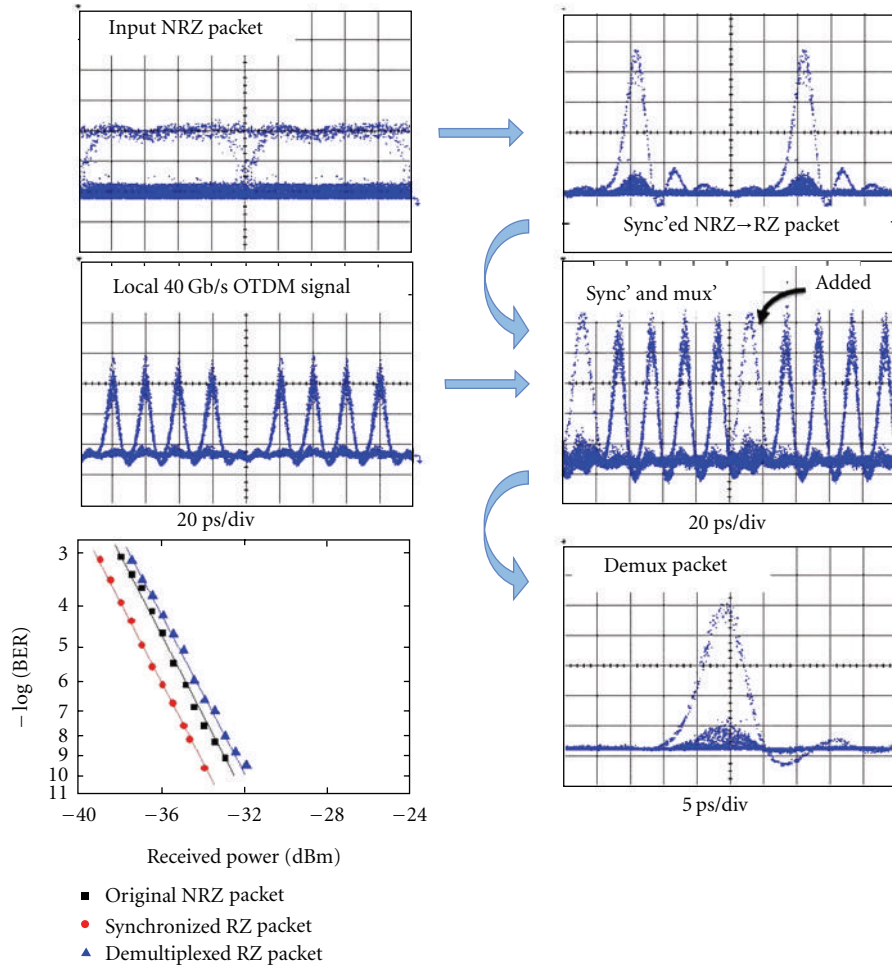 Input NRZ packet
Sync'ed NRZ→RZ packet
Local 40 Gb/s OTDM signal
Sync' and mux'
Added
20 ps/div
20 ps/div
Demux packet
5 ps/div
− log (BER)
3
4
5
6
7
8
9
10
11
−40
−36
−32
−28
−24
Received power (dBm)
Original NRZ packet
Synchronized RZ packet
Demultiplexed RZ packet